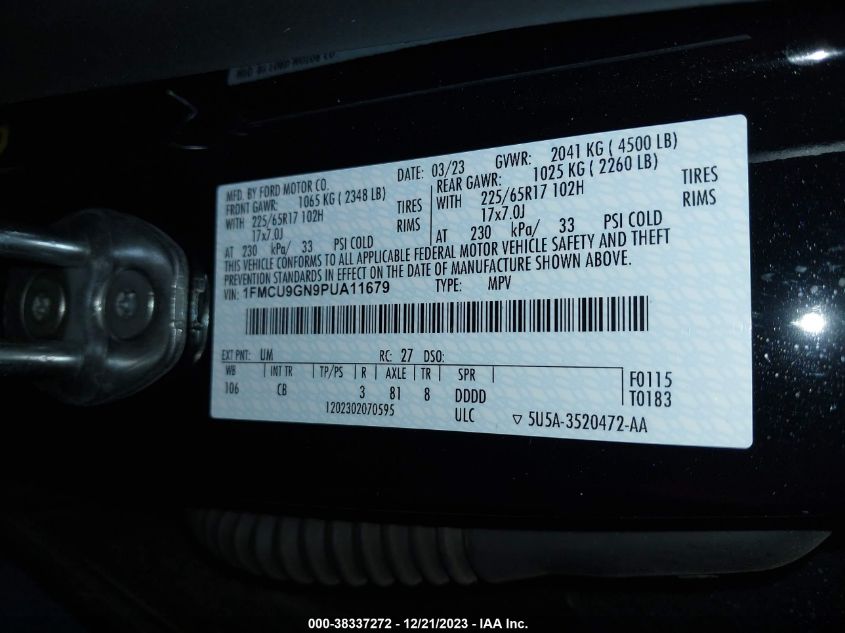 MFD. BY FORD MOTOR CO.
DATE: 03/23 GVWR: 2041 KG ( 4500 LB)
FRONT GAWR: 1065 KG ( 2348 LB) REAR GAWR: 1025 KG ( 2260 LB)
WITH 225/65R17 102H TIRES WITH 225/65R17 102H TIRES
17x7.0J RIMS 17x7.0J RIMS
AT 230 kPa/ 33 PSI COLD AT 230 kPa/ 33 PSI COLD
THIS VEHICLE CONFORMS TO ALL APPLICABLE FEDERAL MOTOR VEHICLE SAFETY AND THEFT
PREVENTION STANDARDS IN EFFECT ON THE DATE OF MANUFACTURE SHOWN ABOVE.
VIN: 1FMCU9GN9PUA11679 TYPE: MPV
EXT PNT: UM RC: 27 DSO:
WB INT TR TP/PS R AXLE TR SPR
106 CB 3 81 8 DDDD
F0115
T0183
1202302070595 ULC ▽ 5U5A-3520472-AA
000-38337272 - 12/21/2023 - IAA Inc.